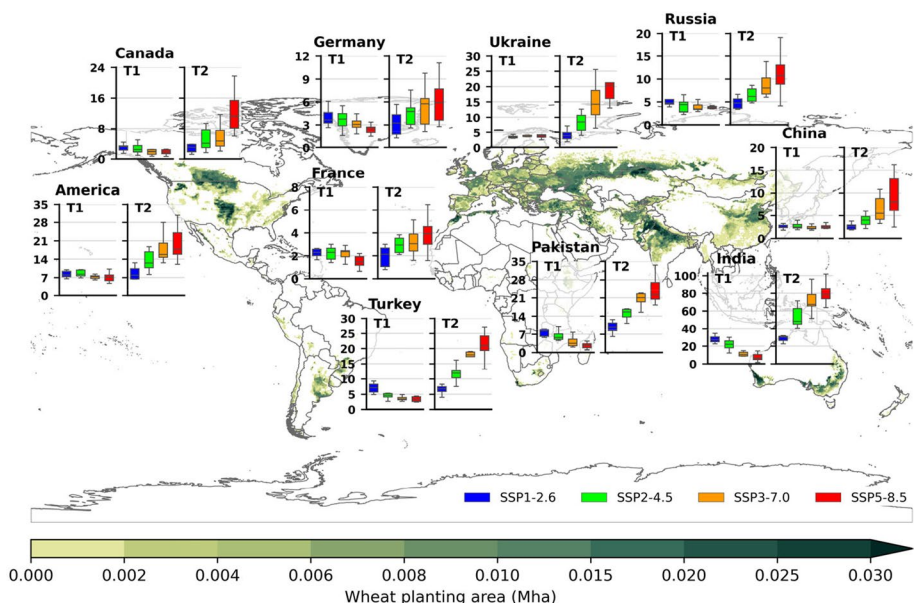 Russia
20
15
10
5
0
T1 T2
Germany
12
9
6
3
0
T1 T2
Ukraine
30
25
20
15
10
5
0
T1 T2
Canada
24
16
8
0
T1 T2
China
20
15
10
5
0
T1 T2
America
35
28
21
14
7
0
T1 T2
France
8
6
4
2
0
T1 T2
Pakistan
35
28
21
14
7
0
T1 T2
India
100
80
60
40
20
0
T1 T2
Turkey
30
25
20
15
10
5
0
T1 T2
SSP1-2.6 SSP2-4.5 SSP3-7.0 SSP5-8.5
0.000 0.002 0.004 0.006 0.008 0.010 0.015 0.020 0.025 0.030
Wheat planting area (Mha)